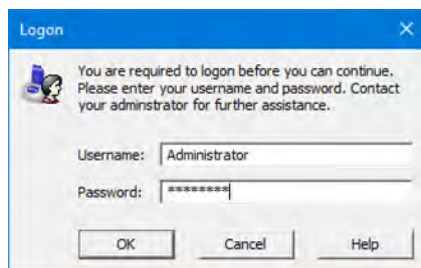 Logon
You are required to logon before you can continue.
Please enter your username and password. Contact
your adminstrator for further assistance.
Username: Administrator
Password: ********
OK Cancel Help